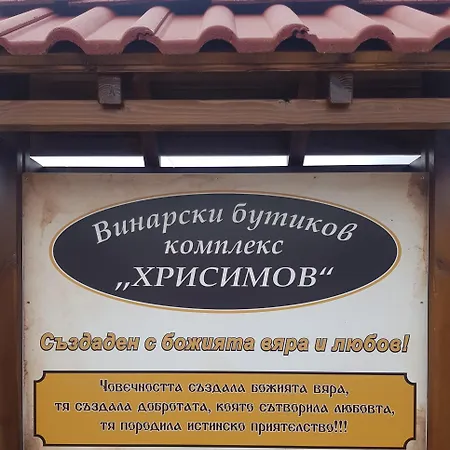 Винарски бутиков
комплекс
„ХРИСИМОВ“
Създаден с божията вяра и любов!
Човечността създала божията вяра,
тя създала добротата, която сътворила любовта,
тя породила истинско приятелство!!!